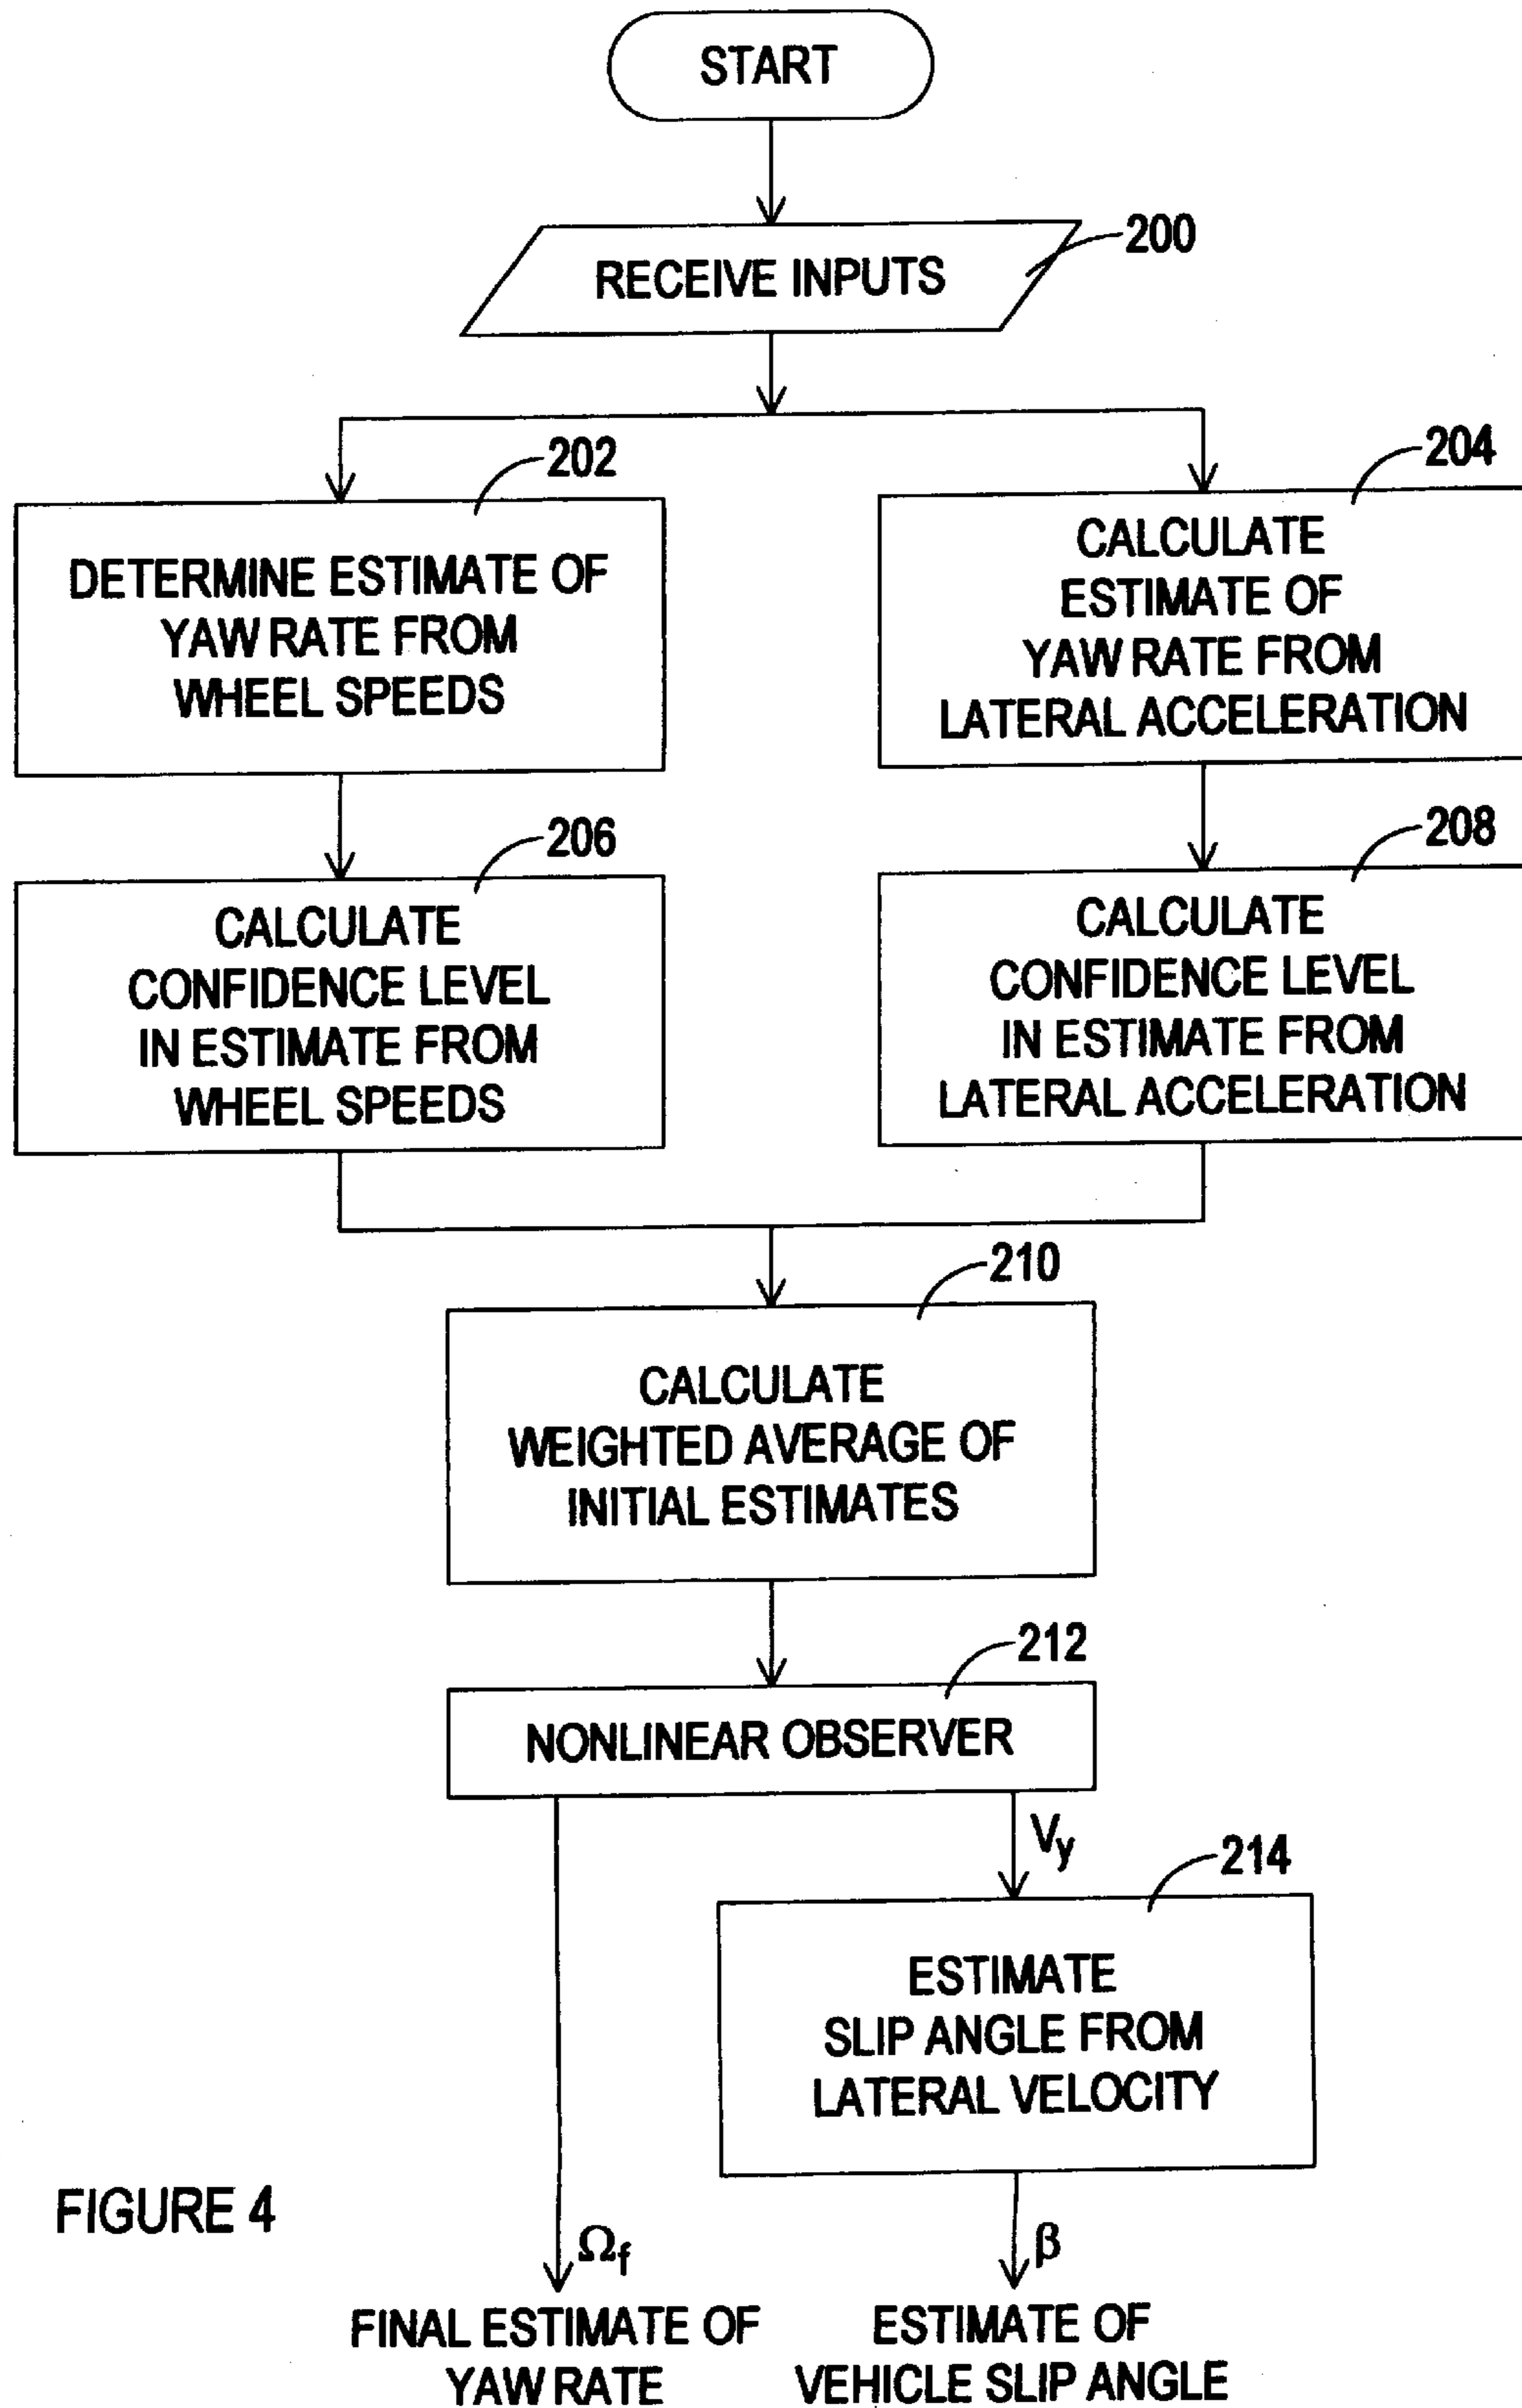 START
RECEIVE INPUTS
200
202
DETERMINE ESTIMATE OF
YAW RATE FROM
WHEEL SPEEDS
204
CALCULATE
ESTIMATE OF
YAW RATE FROM
LATERAL ACCELERATION
206
CALCULATE
CONFIDENCE LEVEL
IN ESTIMATE FROM
WHEEL SPEEDS
208
CALCULATE
CONFIDENCE LEVEL
IN ESTIMATE FROM
LATERAL ACCELERATION
210
CALCULATE
WEIGHTED AVERAGE OF
INITIAL ESTIMATES
212
NONLINEAR OBSERVER
Vy
214
ESTIMATE
SLIP ANGLE FROM
LATERAL VELOCITY
FIGURE 4
Ωf
FINAL ESTIMATE OF
YAW RATE
β
ESTIMATE OF
VEHICLE SLIP ANGLE